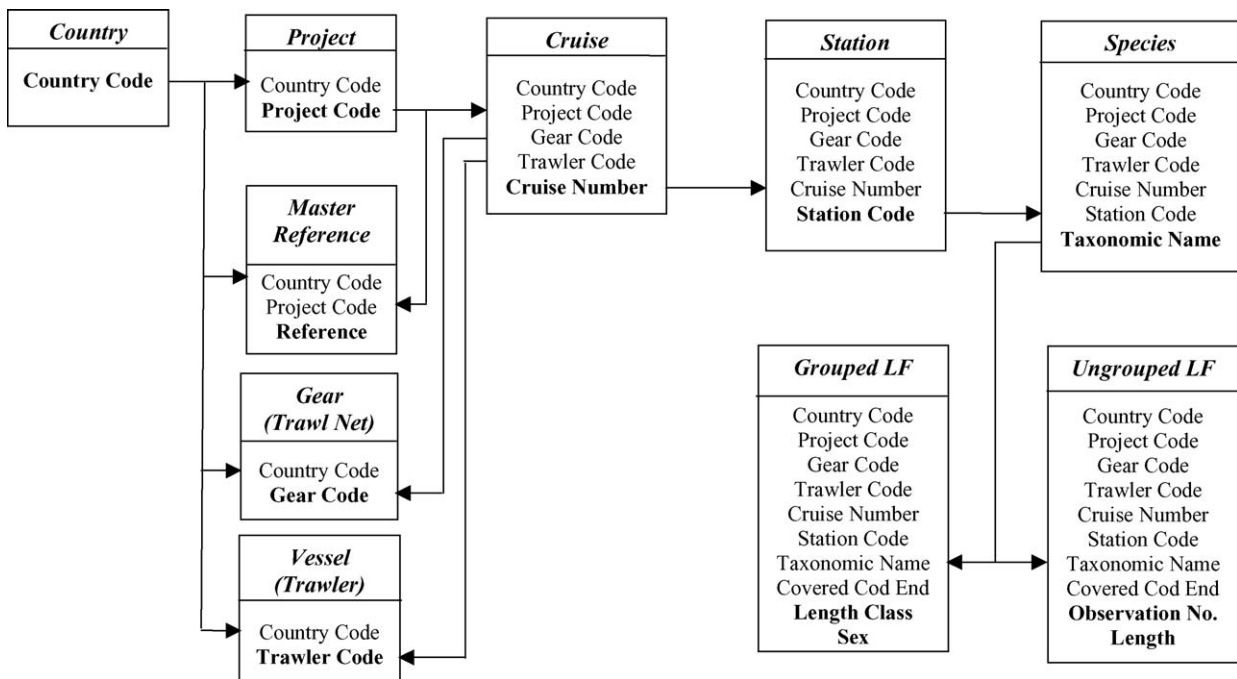 Country
Country Code
Project
Country Code
Project Code
Master
Reference
Country Code
Project Code
Reference
Gear
(Trawl Net)
Country Code
Gear Code
Vessel
(Trawler)
Country Code
Trawler Code
Cruise
Country Code
Project Code
Gear Code
Trawler Code
Cruise Number
Station
Country Code
Project Code
Gear Code
Trawler Code
Cruise Number
Station Code
Species
Country Code
Project Code
Gear Code
Trawler Code
Cruise Number
Station Code
Taxonomic Name
Grouped LF
Country Code
Project Code
Gear Code
Trawler Code
Cruise Number
Station Code
Taxonomic Name
Covered Cod End
Length Class
Sex
Ungrouped LF
Country Code
Project Code
Gear Code
Trawler Code
Cruise Number
Station Code
Taxonomic Name
Covered Cod End
Observation No.
Length